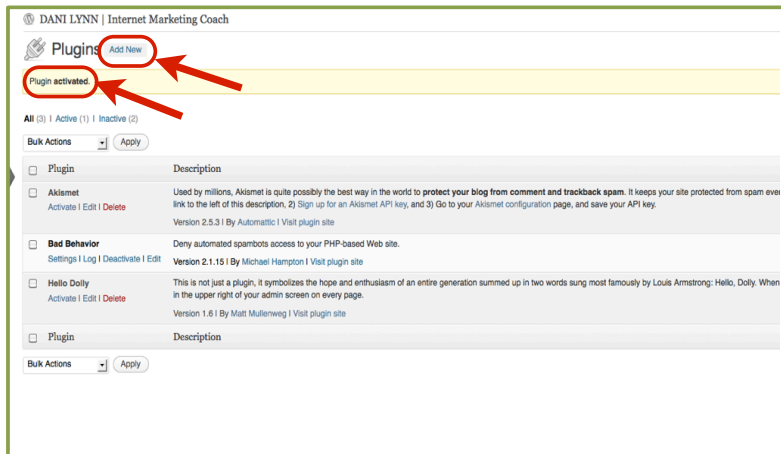 DANI LYNN | Internet Marketing Coach
Plugins Add New
Plugin activated.
All (3) | Active (1) | Inactive (2)
Bulk Actions Apply
Plugin Description
Akismet Used by millions, Akismet is quite possibly the best way in the world to protect your blog from comment and trackback spam. It keeps your site protected from spam eve
Activate | Edit | Delete link to the left of this description, 2) Sign up for an Akismet API key, and 3) Go to your Akismet configuration page, and save your API key.
Version 2.5.3 | By Automattic | Visit plugin site
Bad Behavior Deny automated spambots access to your PHP-based Web site.
Settings | Log | Deactivate | Edit Version 2.1.15 | By Michael Hampton | Visit plugin site
Hello Dolly This is not just a plugin, it symbolizes the hope and enthusiasm of an entire generation summed up in two words sung most famously by Louis Armstrong: Hello, Dolly. When
Activate | Edit | Delete in the upper right of your admin screen on every page.
Version 1.6 | By Matt Mullenweg | Visit plugin site
Plugin Description
Bulk Actions Apply